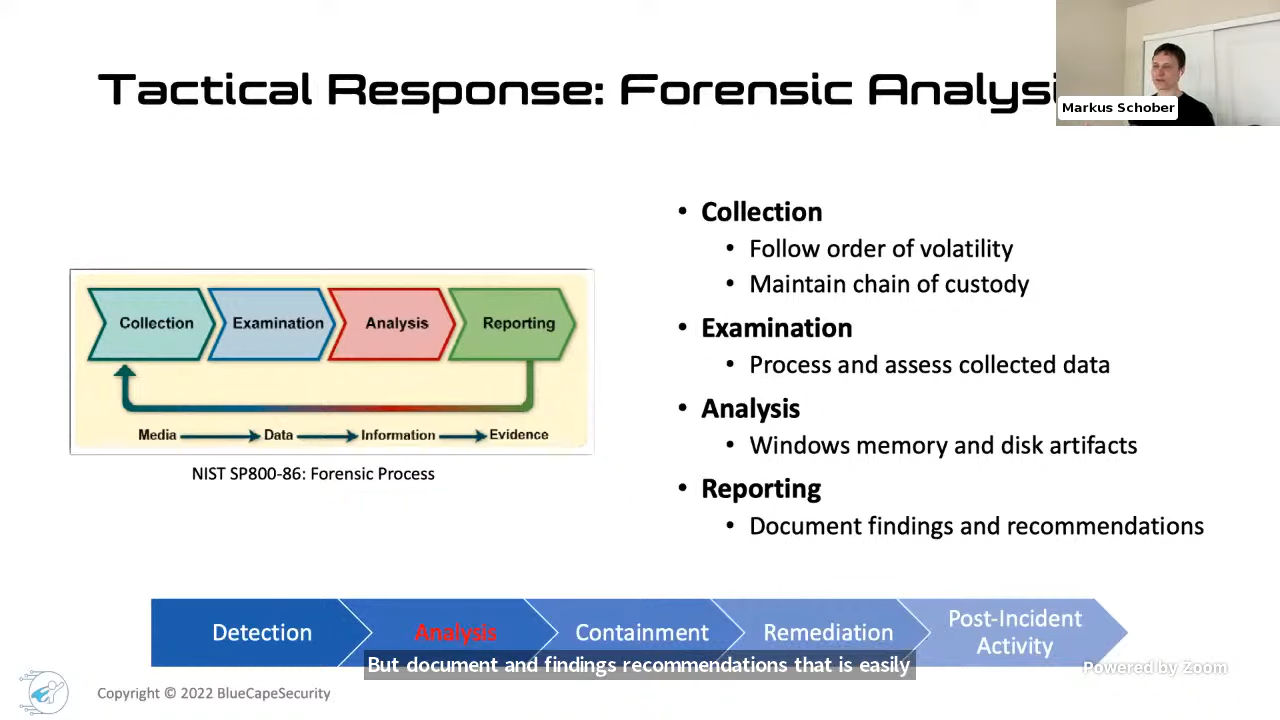 Tactical Response: Forensic Analysi
Markus Schober
• Collection
• Follow order of volatility
• Maintain chain of custody
• Examination
• Process and assess collected data
• Analysis
• Windows memory and disk artifacts
• Reporting
• Document findings and recommendations
Collection Examination Analysis Reporting
Media Data Information Evidence
NIST SP800-86: Forensic Process
Detection Analysis Containment Remediation Post-Incident Activity
But document and findings recommendations that is easily
Powered by Zoom
Copyright © 2022 BlueCapeSecurity